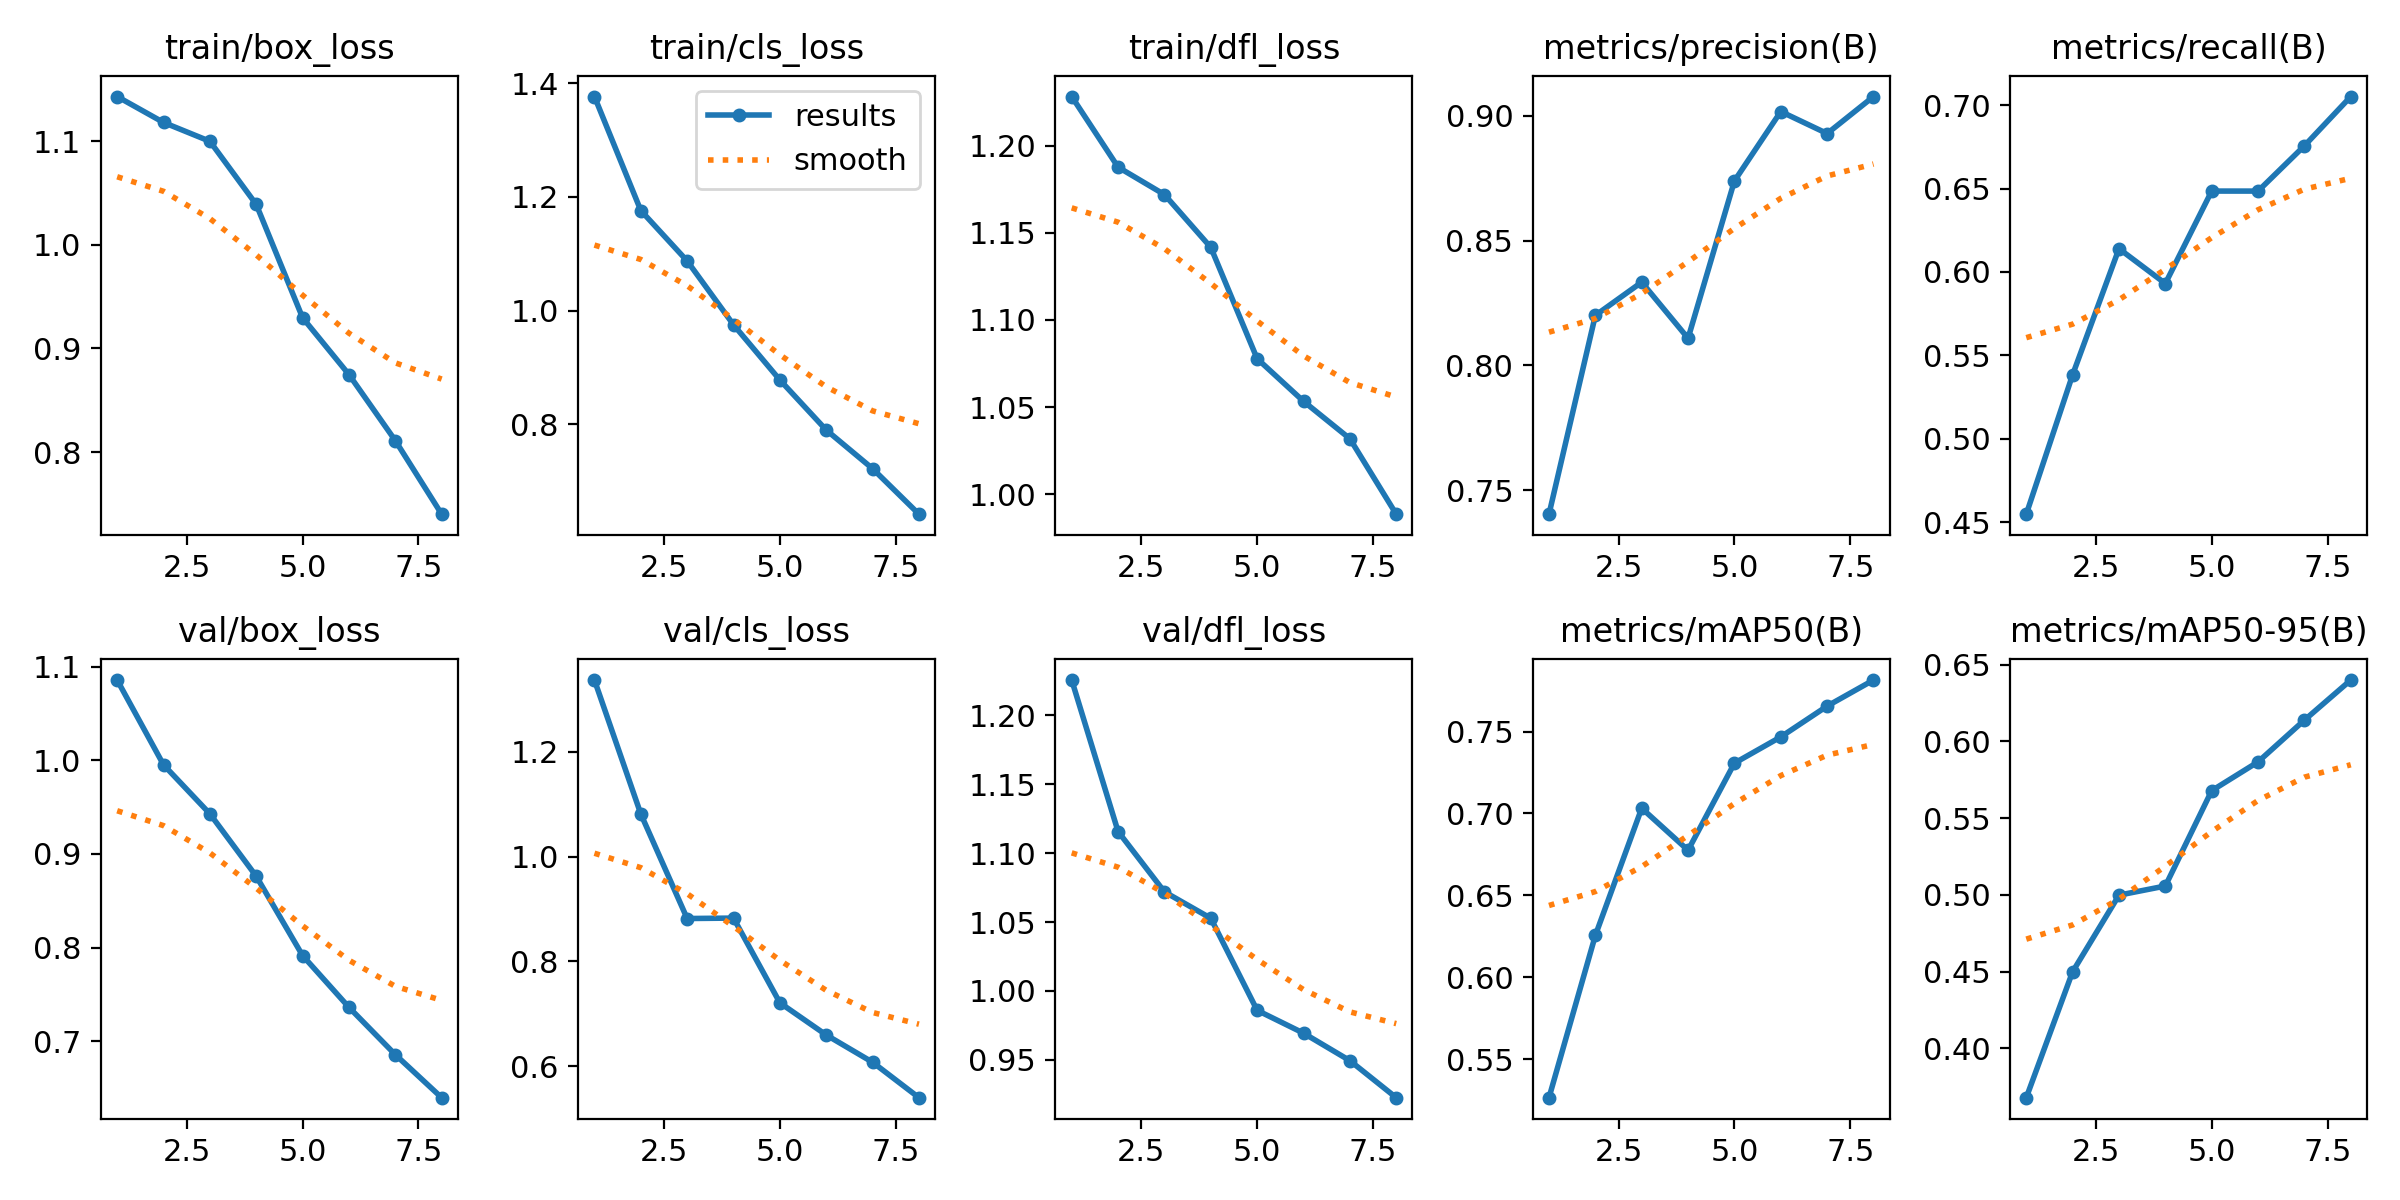 train/box_loss
train/cls_loss
train/dfl_loss
metrics/precision(B)
metrics/recall(B)
1.1
1.0
0.9
0.8
2.5 5.0 7.5
1.4
1.2
1.0
0.8
results
smooth
2.5 5.0 7.5
1.20
1.15
1.10
1.05
1.00
2.5 5.0 7.5
0.90
0.85
0.80
0.75
2.5 5.0 7.5
0.70
0.65
0.60
0.55
0.50
0.45
2.5 5.0 7.5
val/box_loss
val/cls_loss
val/dfl_loss
metrics/mAP50(B)
metrics/mAP50-95(B)
1.1
1.0
0.9
0.8
0.7
2.5 5.0 7.5
1.2
1.0
0.8
0.6
2.5 5.0 7.5
1.20
1.15
1.10
1.05
1.00
0.95
2.5 5.0 7.5
0.75
0.70
0.65
0.60
0.55
2.5 5.0 7.5
0.65
0.60
0.55
0.50
0.45
0.40
2.5 5.0 7.5